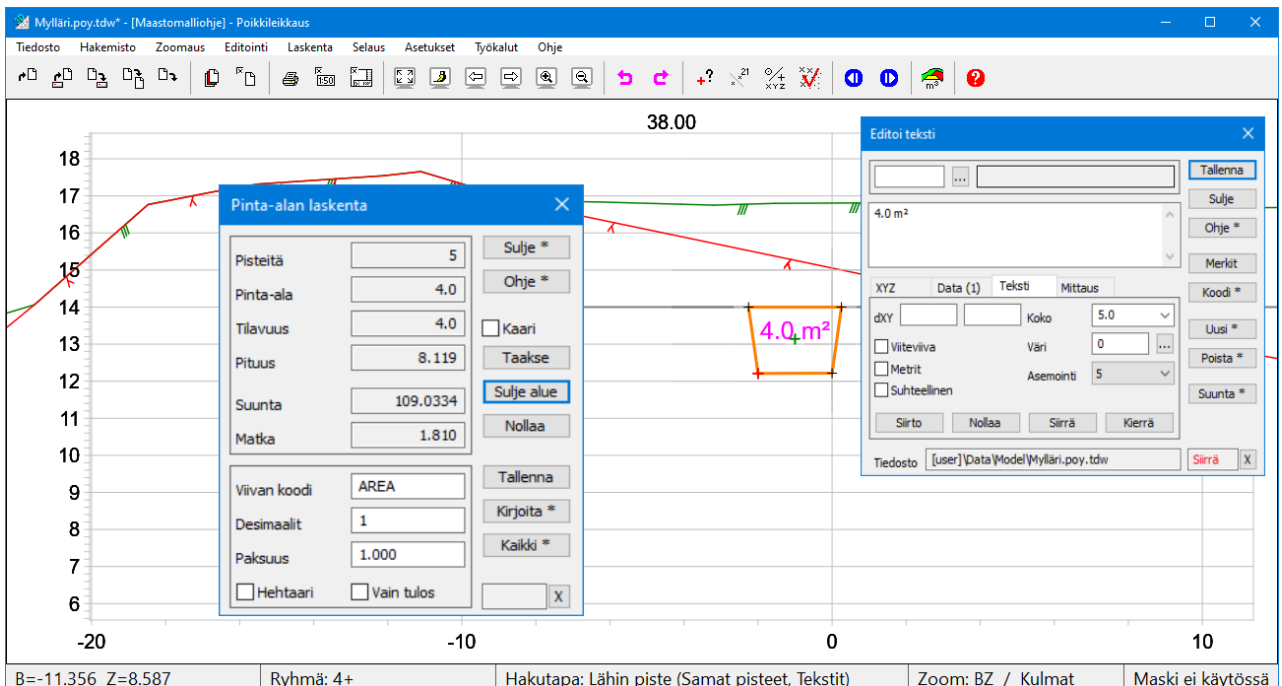 Mylläri.poy.tdw* - [Maastomalliohje] - Poikkileikkaus
Tiedosto Hakemisto Zoomaus Editointi Laskenta Selaus Asetukset Työkalut Ohje
1:50
21
XYZ
m³
38.00
18
17
16
15
14
13
12
11
10
9
8
7
6
-20 -10 0 10
4.0 m²
Pinta-alan laskenta
Pisteitä 5
Pinta-ala 4.0
Tilavuus 4.0
Pituus 8.119
Suunta 109.0334
Matka 1.810
Viivan koodi AREA
Desimaalit 1
Paksuus 1.000
Hehtaari Vain tulos
Sulje *
Ohje *
Kaari
Taakse
Sulje alue
Nollaa
Tallenna
Kirjoita *
Kaikki *
X
Editoi teksti
...
4.0 m²
XYZ Data (1) Teksti Mittaus
dXY Koko 5.0
Viiteviiva Väri 0 ...
Metrit Asemointi 5
Suhteellinen
Siirto Nollaa Siirrä Kierrä
Tiedosto [user]\Data\Model\Mylläri.poy.tdw Siirrä X
Tallenna
Sulje
Ohje *
Merkit
Koodi *
Uusi *
Poista *
Suunta *
B=-11.356 Z=8.587 Ryhmä: 4+ Hakutapa: Lähin piste (Samat pisteet, Tekstit) Zoom: BZ / Kulmat Maski ei käytössä